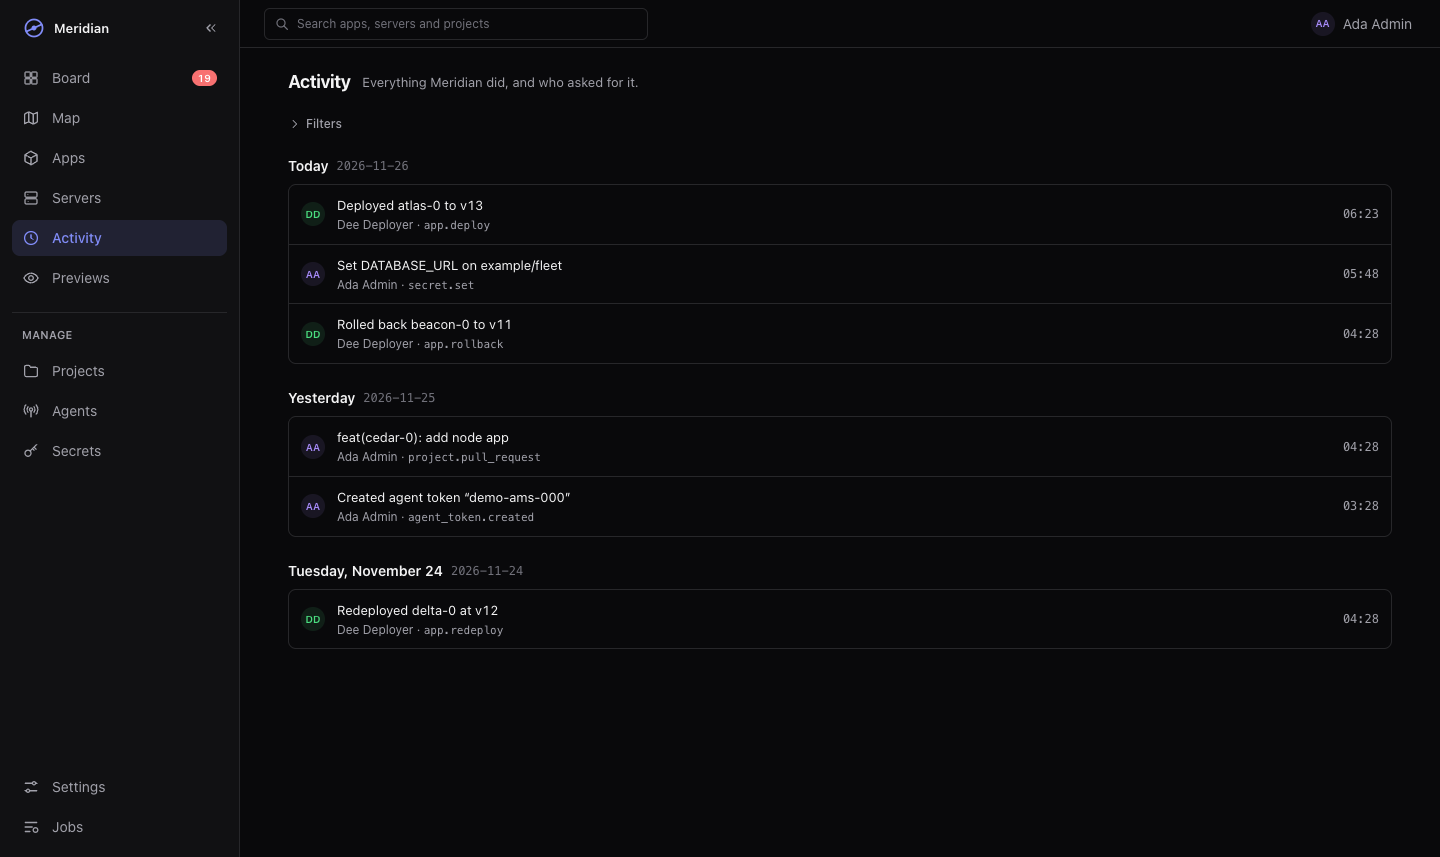 Meridian
Board 19
Map
Apps
Servers
Activity
Previews
MANAGE
Projects
Agents
Secrets
Settings
Jobs
Search apps, servers and projects
AA Ada Admin
Activity Everything Meridian did, and who asked for it.
Filters
Today 2026-11-26
DD Deployed atlas-0 to v13
Dee Deployer · app.deploy
06:23
AA Set DATABASE_URL on example/fleet
Ada Admin · secret.set
05:48
DD Rolled back beacon-0 to v11
Dee Deployer · app.rollback
04:28
Yesterday 2026-11-25
AA feat(cedar-0): add node app
Ada Admin · project.pull_request
04:28
AA Created agent token “demo-ams-000”
Ada Admin · agent_token.created
03:28
Tuesday, November 24 2026-11-24
DD Redeployed delta-0 at v12
Dee Deployer · app.redeploy
04:28